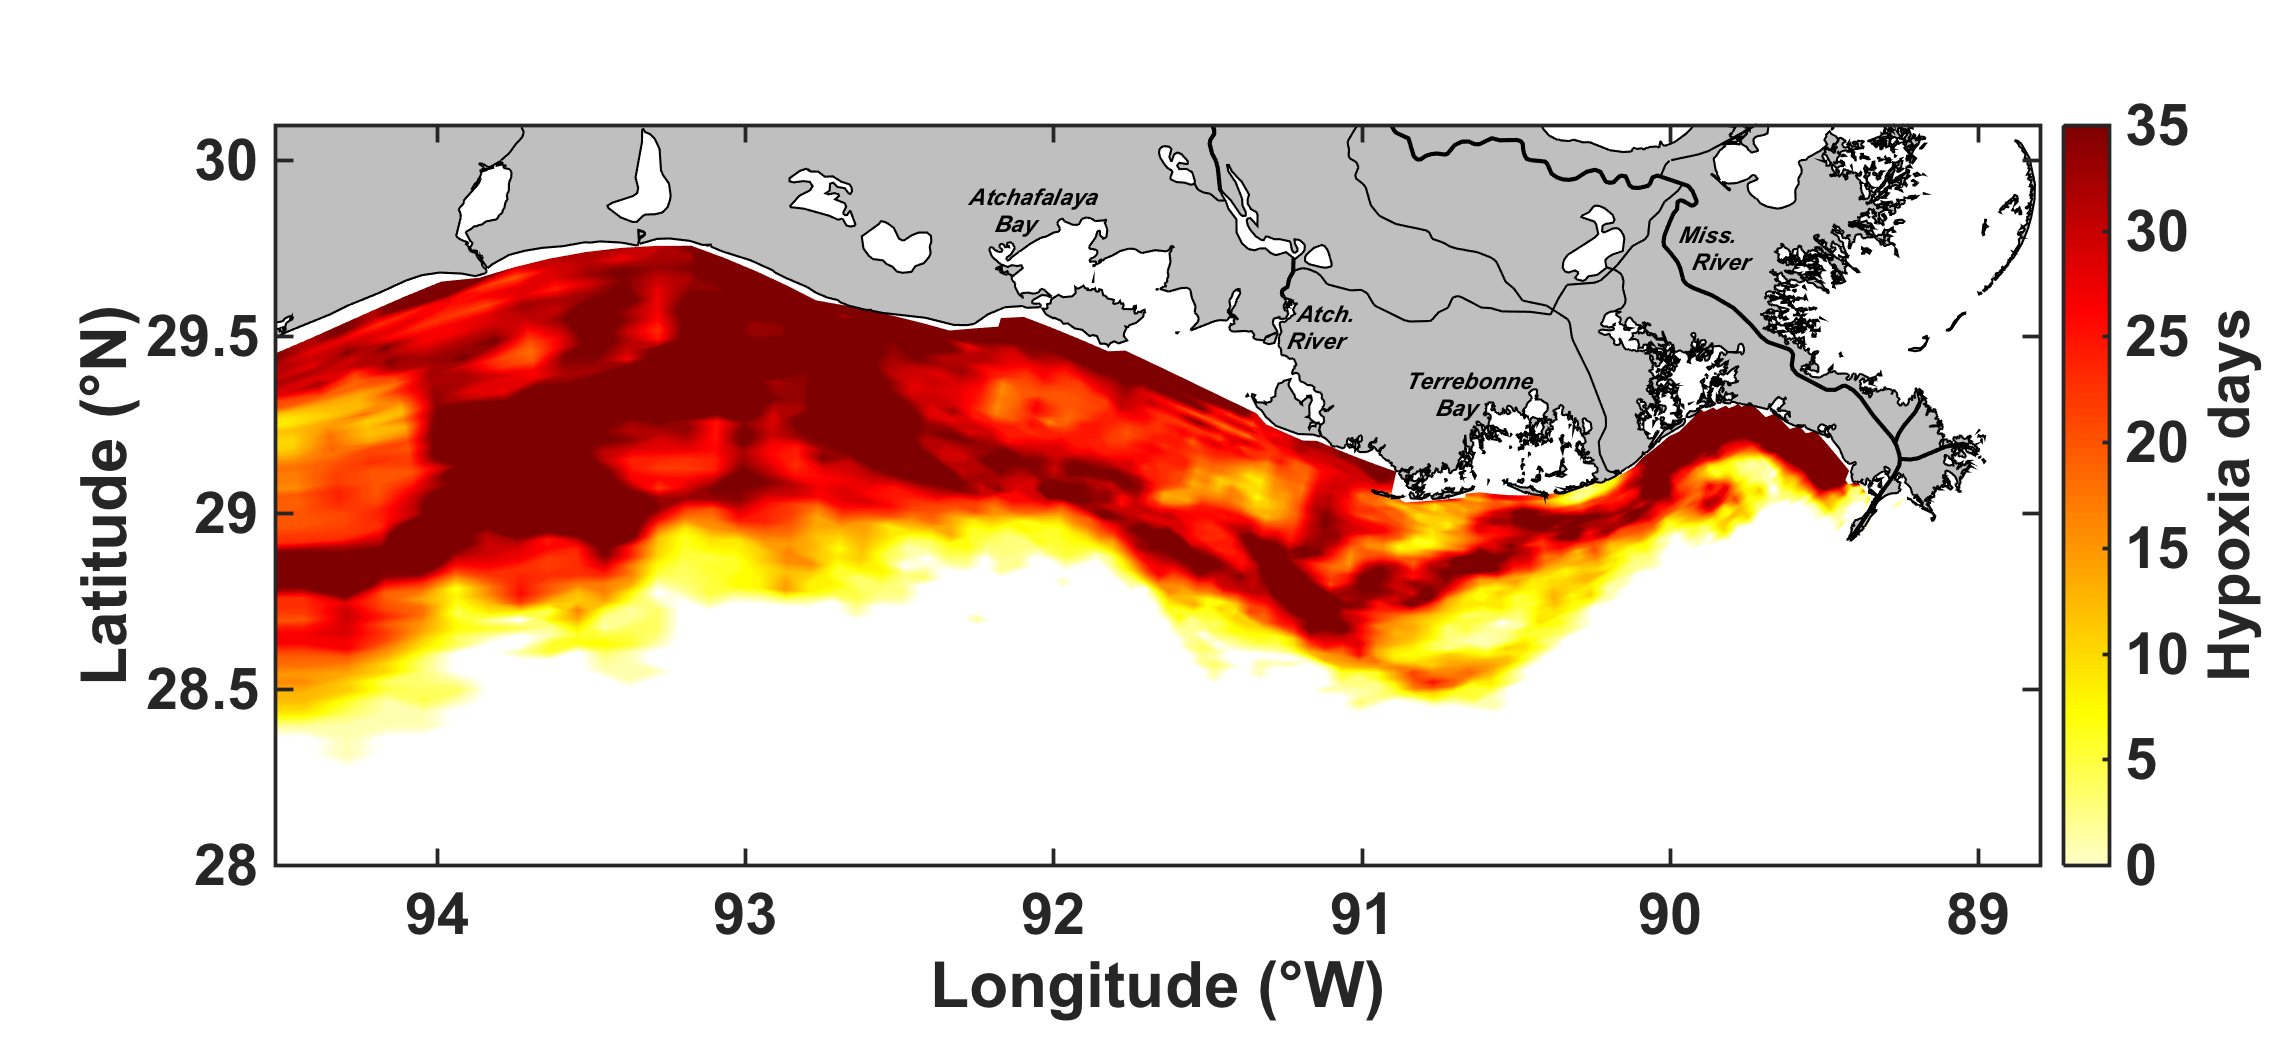 Atchafalaya
Bay
Miss.
River
Atch.
River
Terrebonne
Bay
30
29.5
29
28.5
28
Latitude (°N)
94
93
92
91
90
89
Longitude (°W)
35
30
25
20
15
10
5
0
Hypoxia days